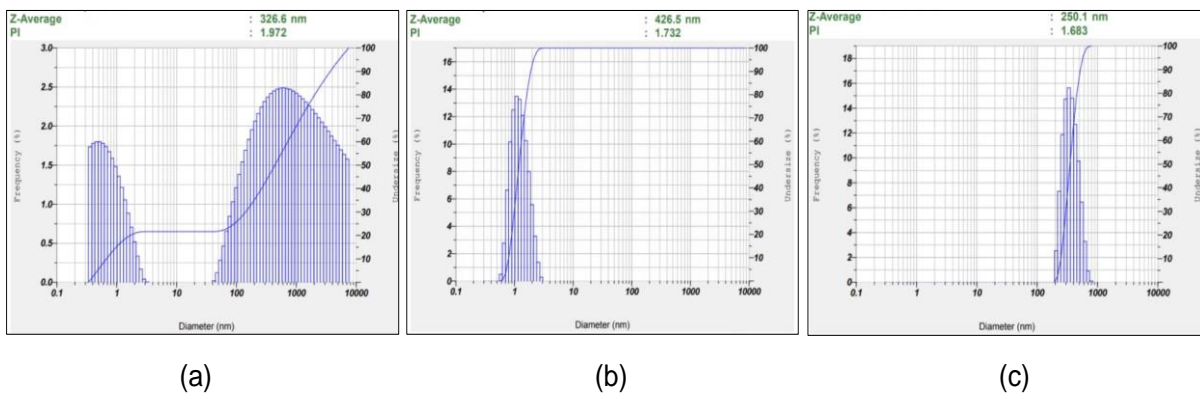 Z-Average : 326.6 nm
PI : 1.972
3.0
2.5
2.0
1.5
1.0
0.5
0.0
Frequency (%)
100
90
80
70
60
50
40
30
20
10
Undersize (%)
0.1 1 10 100 1000 10000
Diameter (nm)
(a)
Z-Average : 426.5 nm
PI : 1.732
16
14
12
10
8
6
4
2
0
Frequency (%)
100
90
80
70
60
50
40
30
20
10
Undersize (%)
0.1 1 10 100 1000 10000
Diameter (nm)
(b)
Z-Average : 250.1 nm
PI : 1.683
18
16
14
12
10
8
6
4
2
0
Frequency (%)
100
90
80
70
60
50
40
30
20
10
Undersize (%)
0.1 1 10 100 1000 10000
Diameter (nm)
(c)